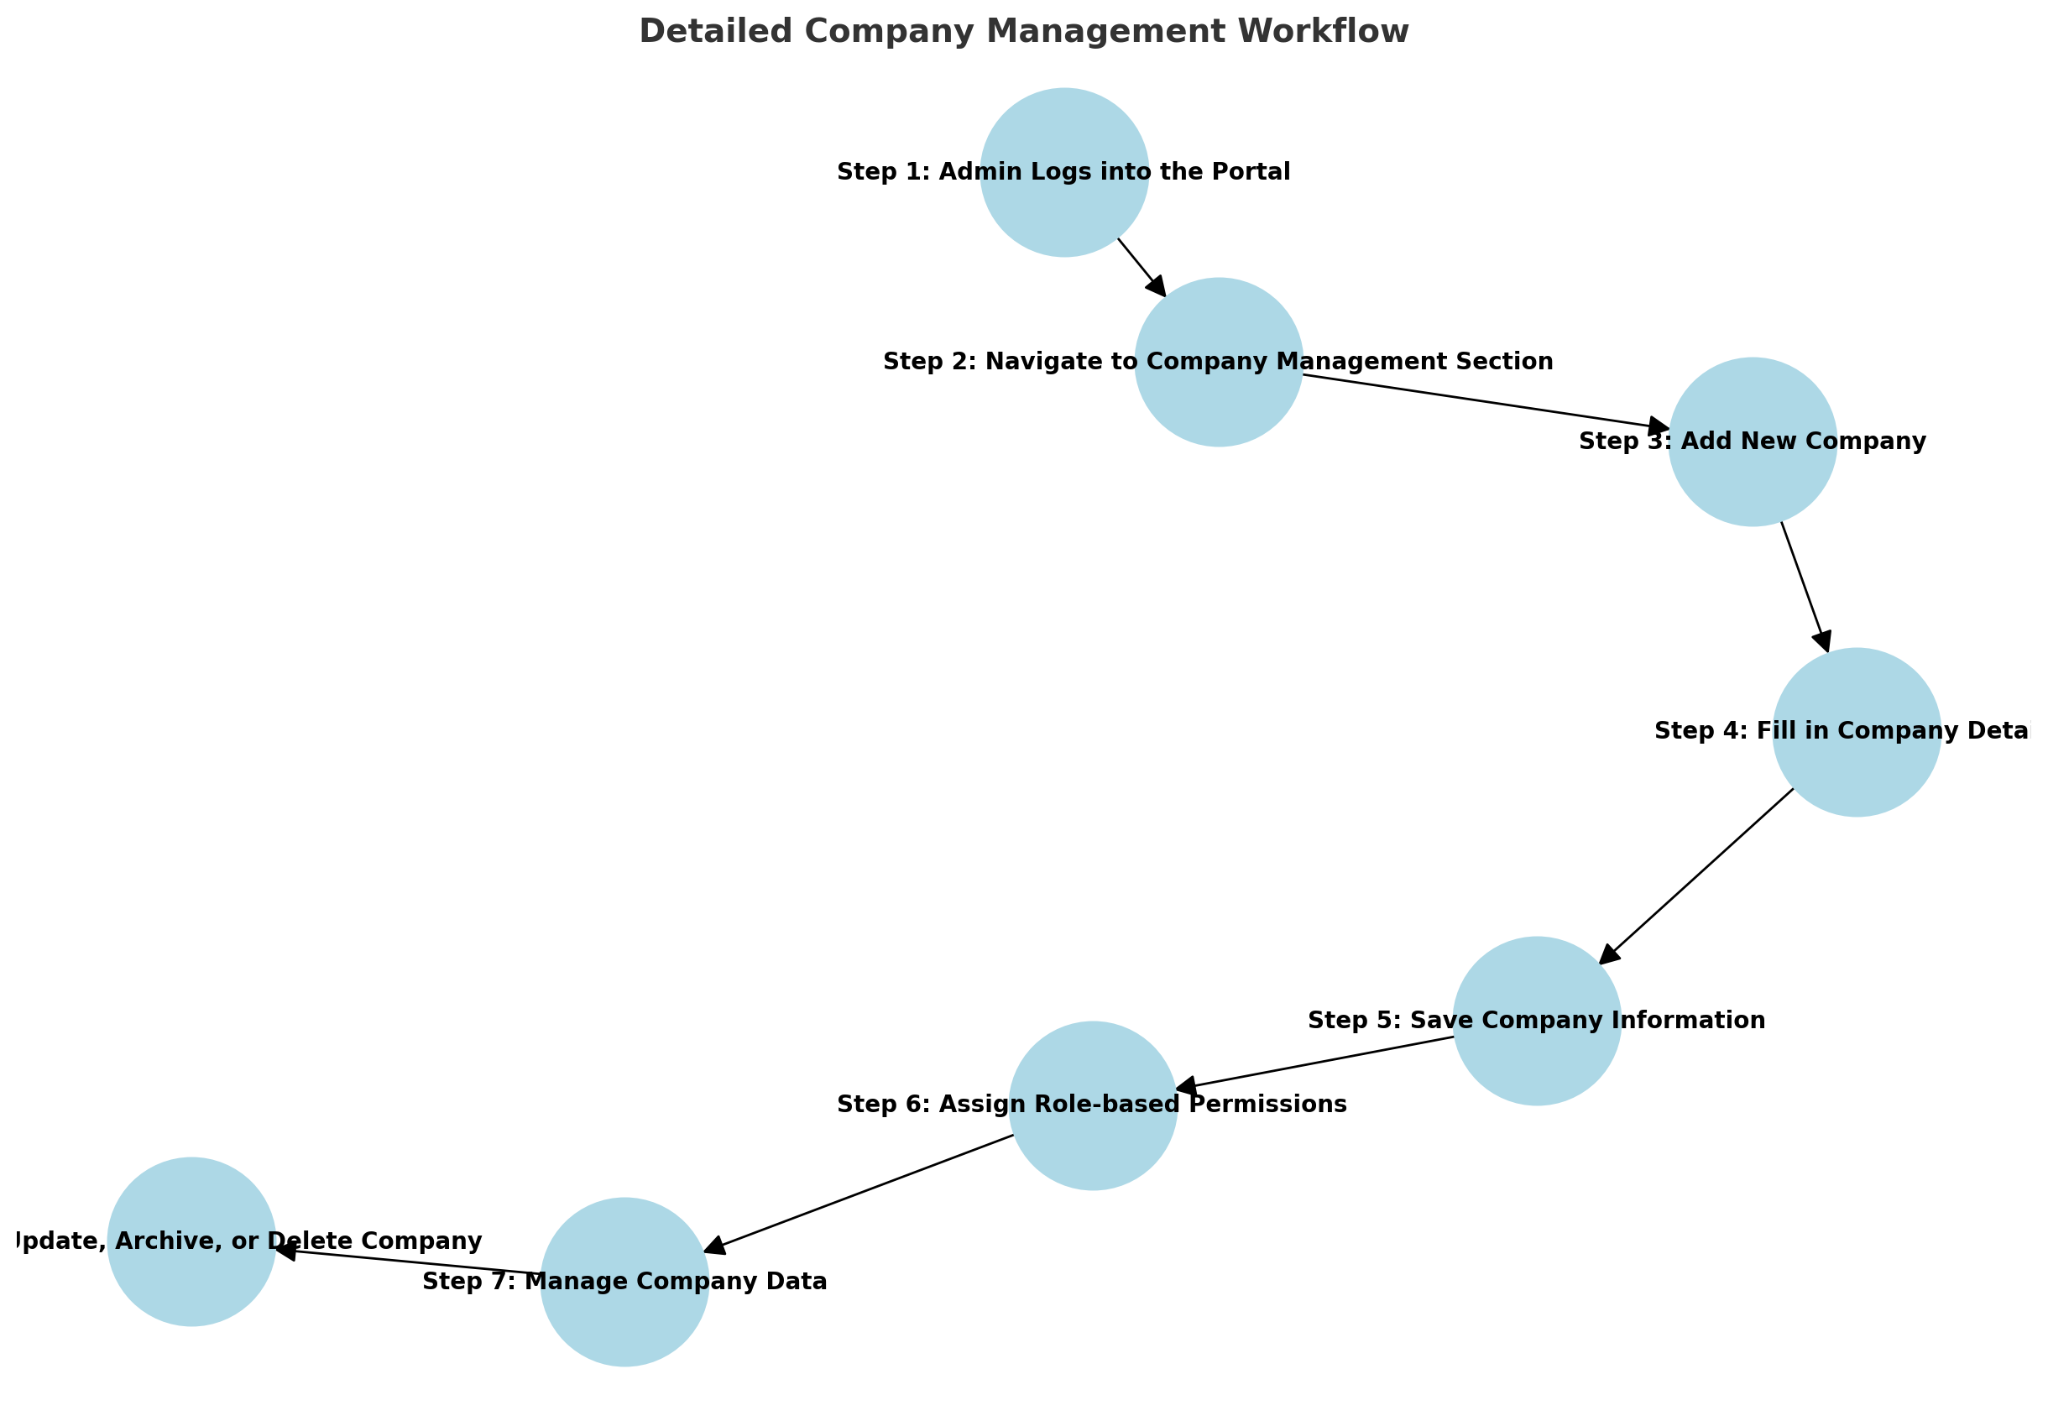 Detailed Company Management Workflow
Step 1: Admin Logs into the Portal
Step 2: Navigate to Company Management Section
Step 3: Add New Company
Step 4: Fill in Company Deta
Step 5: Save Company Information
Step 6: Assign Role-based Permissions
Step 7: Manage Company Data
Update, Archive, or Delete Company